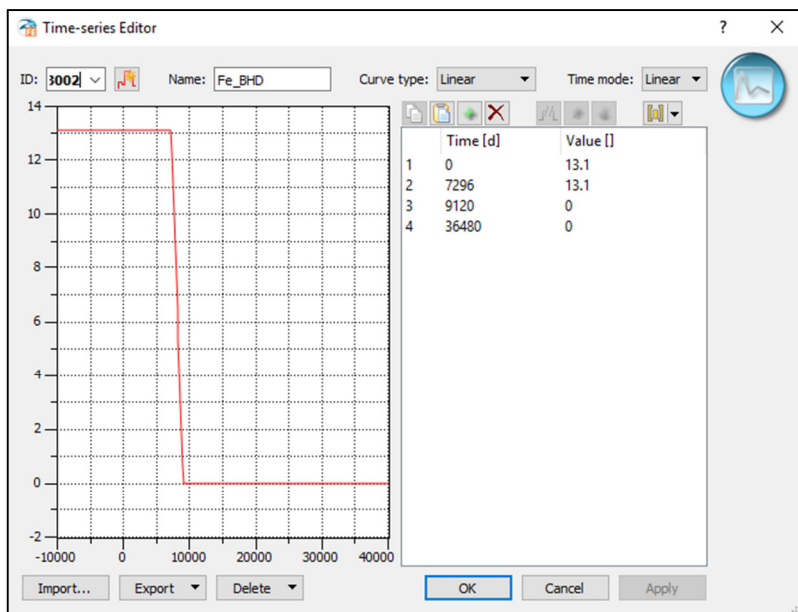 Time-series Editor
? X
ID: 3002 Name: Fe_BHD Curve type: Linear Time mode: Linear
14
12
10
8
6
4
2
0
-2
-10000 0 10000 20000 30000 40000
Time [d] Value []
1 0 13.1
2 7296 13.1
3 9120 0
4 36480 0
Import... Export Delete OK Cancel Apply